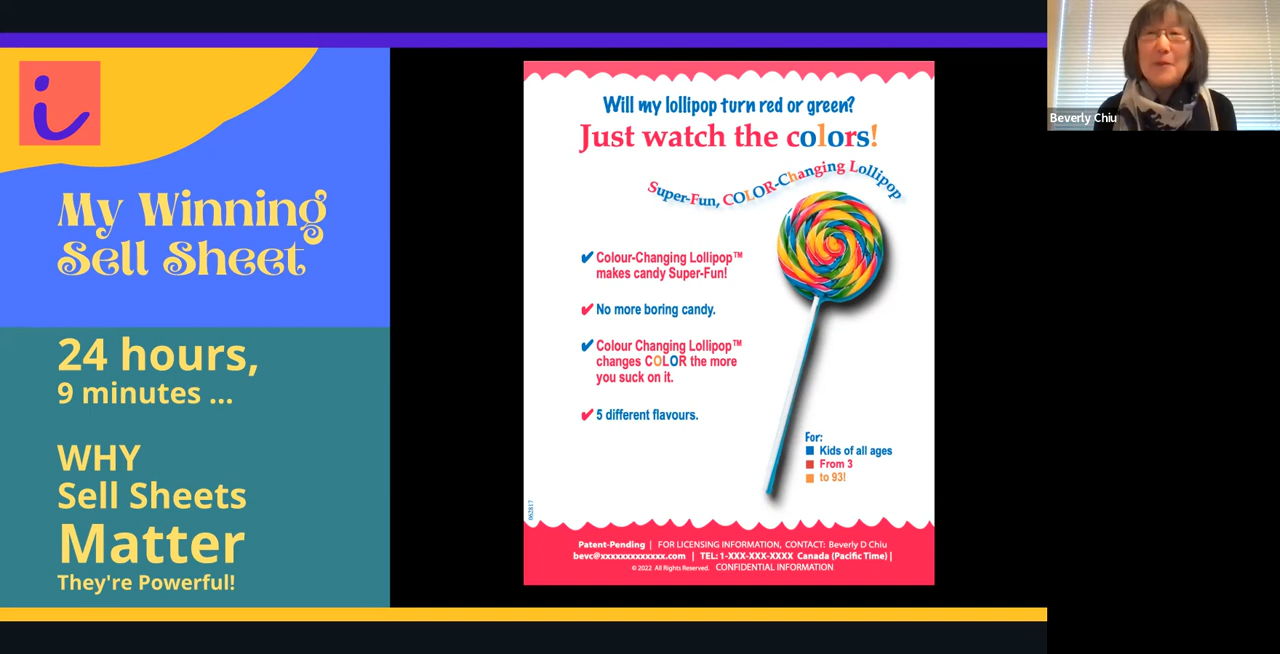 My Winning
Sell Sheet
24 hours,
9 minutes ...
WHY
Sell Sheets
Matter
They're Powerful!
Will my lollipop turn red or green?
Just watch the colors!
Super-Fun, COLOR-Changing Lollipop
✔ Colour-Changing Lollipop™
makes candy Super-Fun!
✔ No more boring candy.
✔ Colour Changing Lollipop™
changes COLOR the more
you suck on it.
✔ 5 different flavours.
For:
Kids of all ages
From 3
to 93!
062817
Patent-Pending | FOR LICENSING INFORMATION, CONTACT: Beverly D Chiu
bevc@xxxxxxxxxxxxxx.com | TEL: 1-XXX-XXX-XXXX Canada (Pacific Time) |
© 2022 All Rights Reserved. CONFIDENTIAL INFORMATION
Beverly Chiu